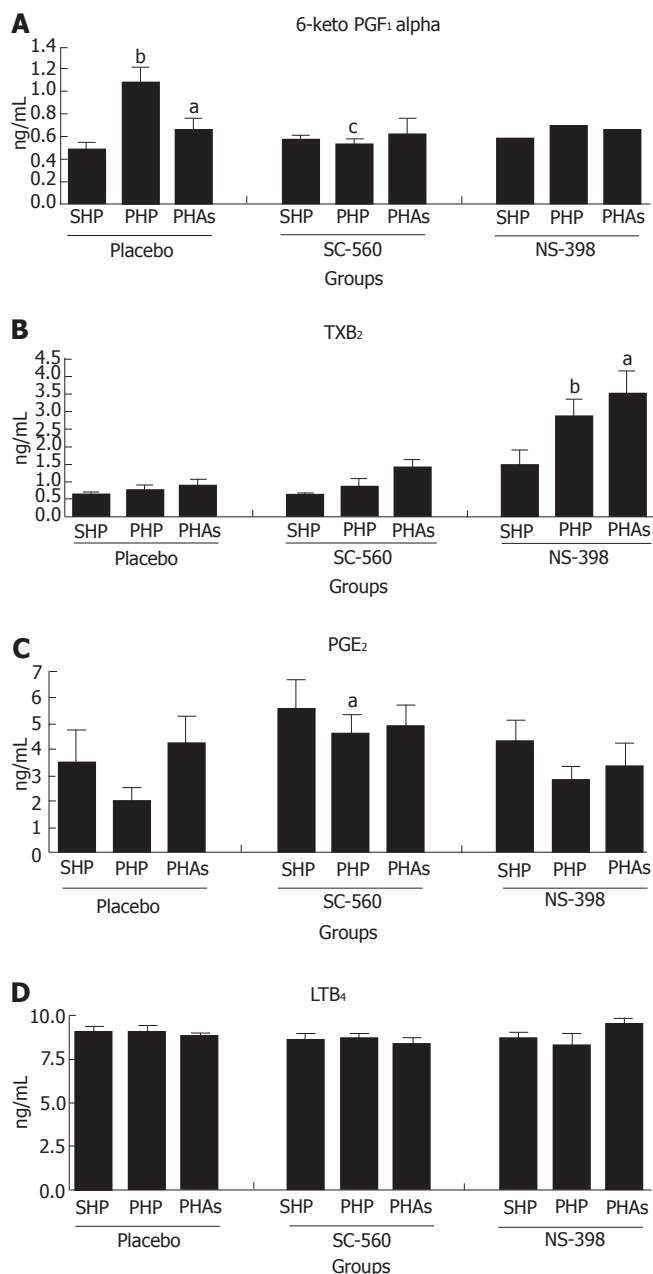 A
6-keto PGF₁ alpha
1.4
1.2
1.0
0.8
0.6
0.4
0.2
0.0
ng/mL
b
a
c
SHP PHP PHAs SHP PHP PHAs SHP PHP PHAs
Placebo SC-560 NS-398
Groups
B
TXB₂
4.5
4.0
3.5
3.0
2.5
2.0
1.5
1.0
0.5
0.0
ng/mL
b
a
SHP PHP PHAs SHP PHP PHAs SHP PHP PHAs
Placebo SC-560 NS-398
Groups
C
PGE₂
7
6
5
4
3
2
1
0
ng/mL
a
SHP PHP PHAs SHP PHP PHAs SHP PHP PHAs
Placebo SC-560 NS-398
Groups
D
LTB₄
10.0
7.5
5.0
2.5
0.0
ng/mL
SHP PHP PHAs SHP PHP PHAs SHP PHP PHAs
Placebo SC-560 NS-398
Groups